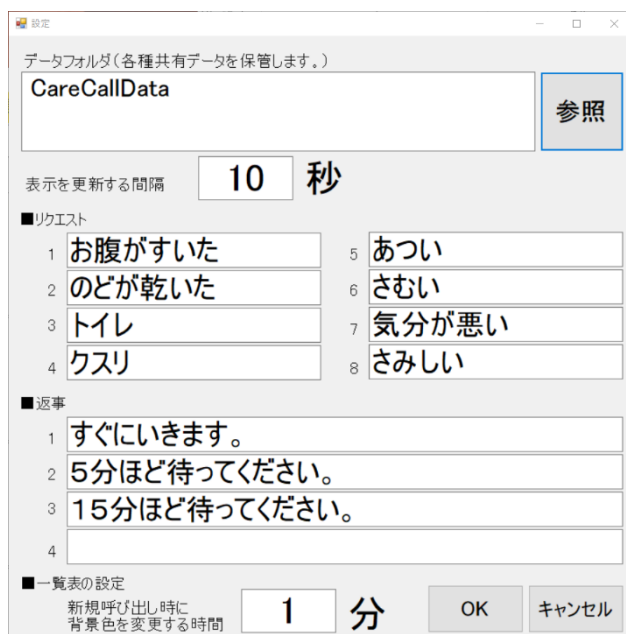 設定
データフォルダ(各種共有データを保管します。)
CareCallData
参照
表示を更新する間隔 10 秒
■リクエスト
1 お腹がすいた
2 のどが乾いた
3 トイレ
4 クスリ
5 あつい
6 さむい
7 気分が悪い
8 さみしい
■返事
1 すぐにいきます。
2 5分ほど待ってください。
3 15分ほど待ってください。
4
■一覧表の設定
新規呼び出し時に
背景色を変更する時間 1 分
OK キャンセル